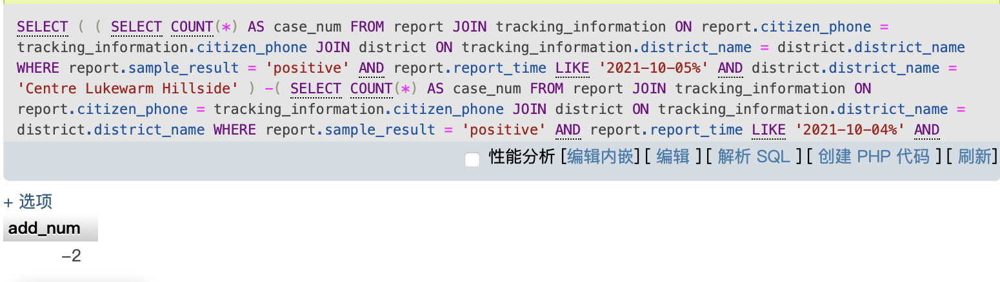 SELECT ( ( SELECT COUNT(*) AS case_num FROM report JOIN tracking_information ON report.citizen_phone =
tracking_information.citizen_phone JOIN district ON tracking_information.district_name = district.district_name
WHERE report.sample_result = 'positive' AND report.report_time LIKE '2021-10-05%' AND district.district_name =
'Centre Lukewarm Hillside' ) -( SELECT COUNT(*) AS case_num FROM report JOIN tracking_information ON
report.citizen_phone = tracking_information.citizen_phone JOIN district ON tracking_information.district_name =
district.district_name WHERE report.sample_result = 'positive' AND report.report_time LIKE '2021-10-04%' AND
性能分析 [编辑内嵌] [ 编辑 ] [ 解析 SQL ] [ 创建 PHP 代码 ] [ 刷新]
+ 选项
add_num
-2